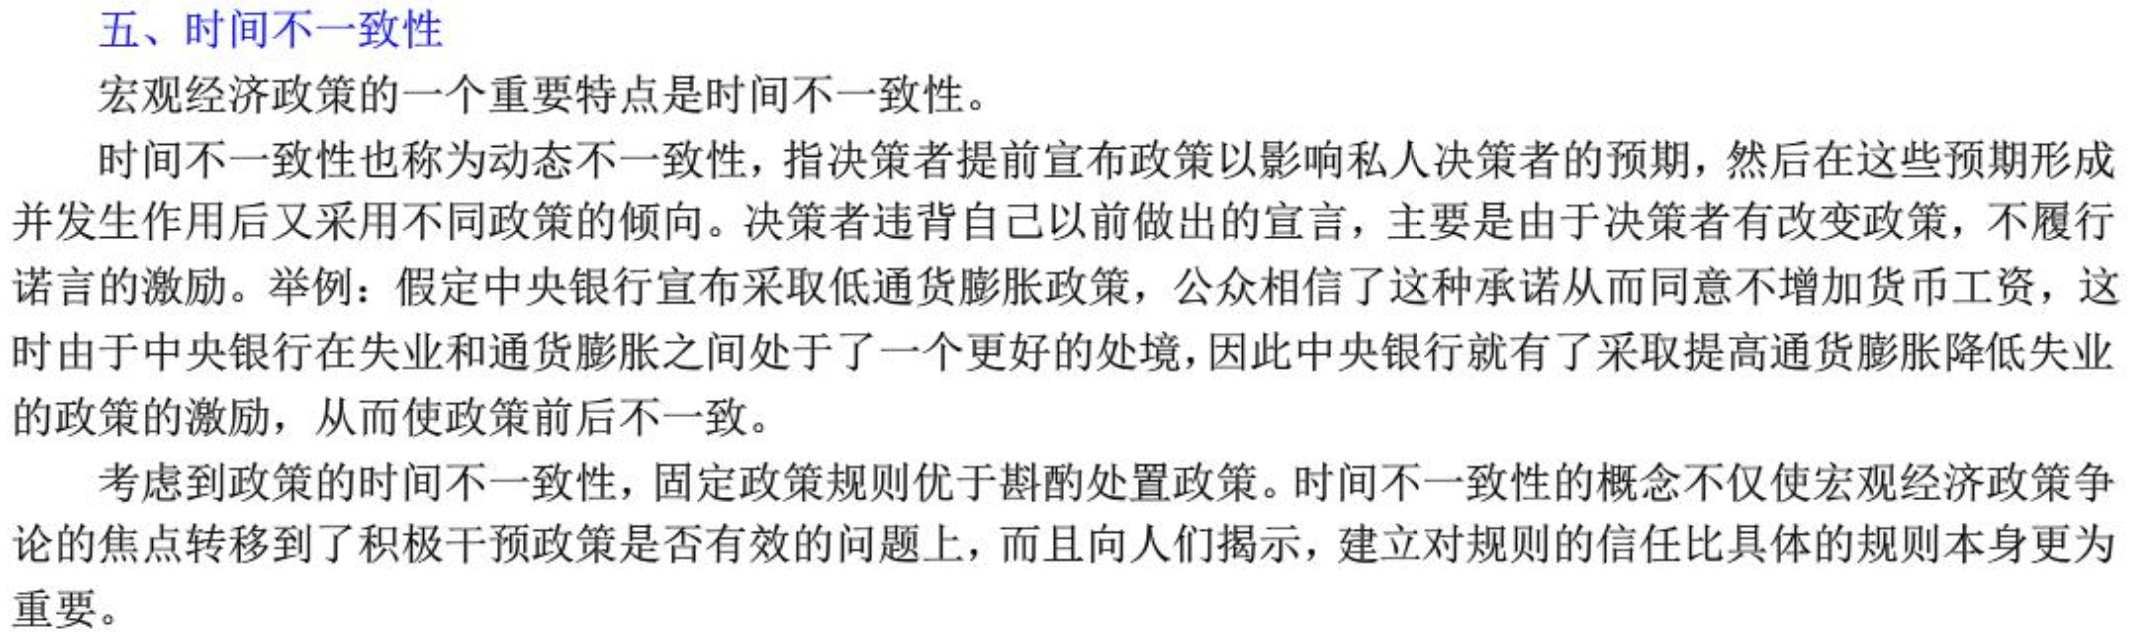 五、时间不一致性
宏观经济政策的一个重要特点是时间不一致性。
时间不一致性也称为动态不一致性，指决策者提前宣布政策以影响私人决策者的预期，然后在这些预期形成
并发生作用后又采用不同政策的倾向。决策者违背自己以前做出的宣言，主要是由于决策者有改变政策，不履行
诺言的激励。举例：假定中央银行宣布采取低通货膨胀政策，公众相信了这种承诺从而同意不增加货币工资，这
时由于中央银行在失业和通货膨胀之间处于了一个更好的处境，因此中央银行就有了采取提高通货膨胀降低失业
的政策的激励，从而使政策前后不一致。
考虑到政策的时间不一致性，固定政策规则优于斟酌处置政策。时间不一致性的概念不仅使宏观经济政策争
论的焦点转移到了积极干预政策是否有效的问题上，而且向人们揭示，建立对规则的信任比具体的规则本身更为
重要。